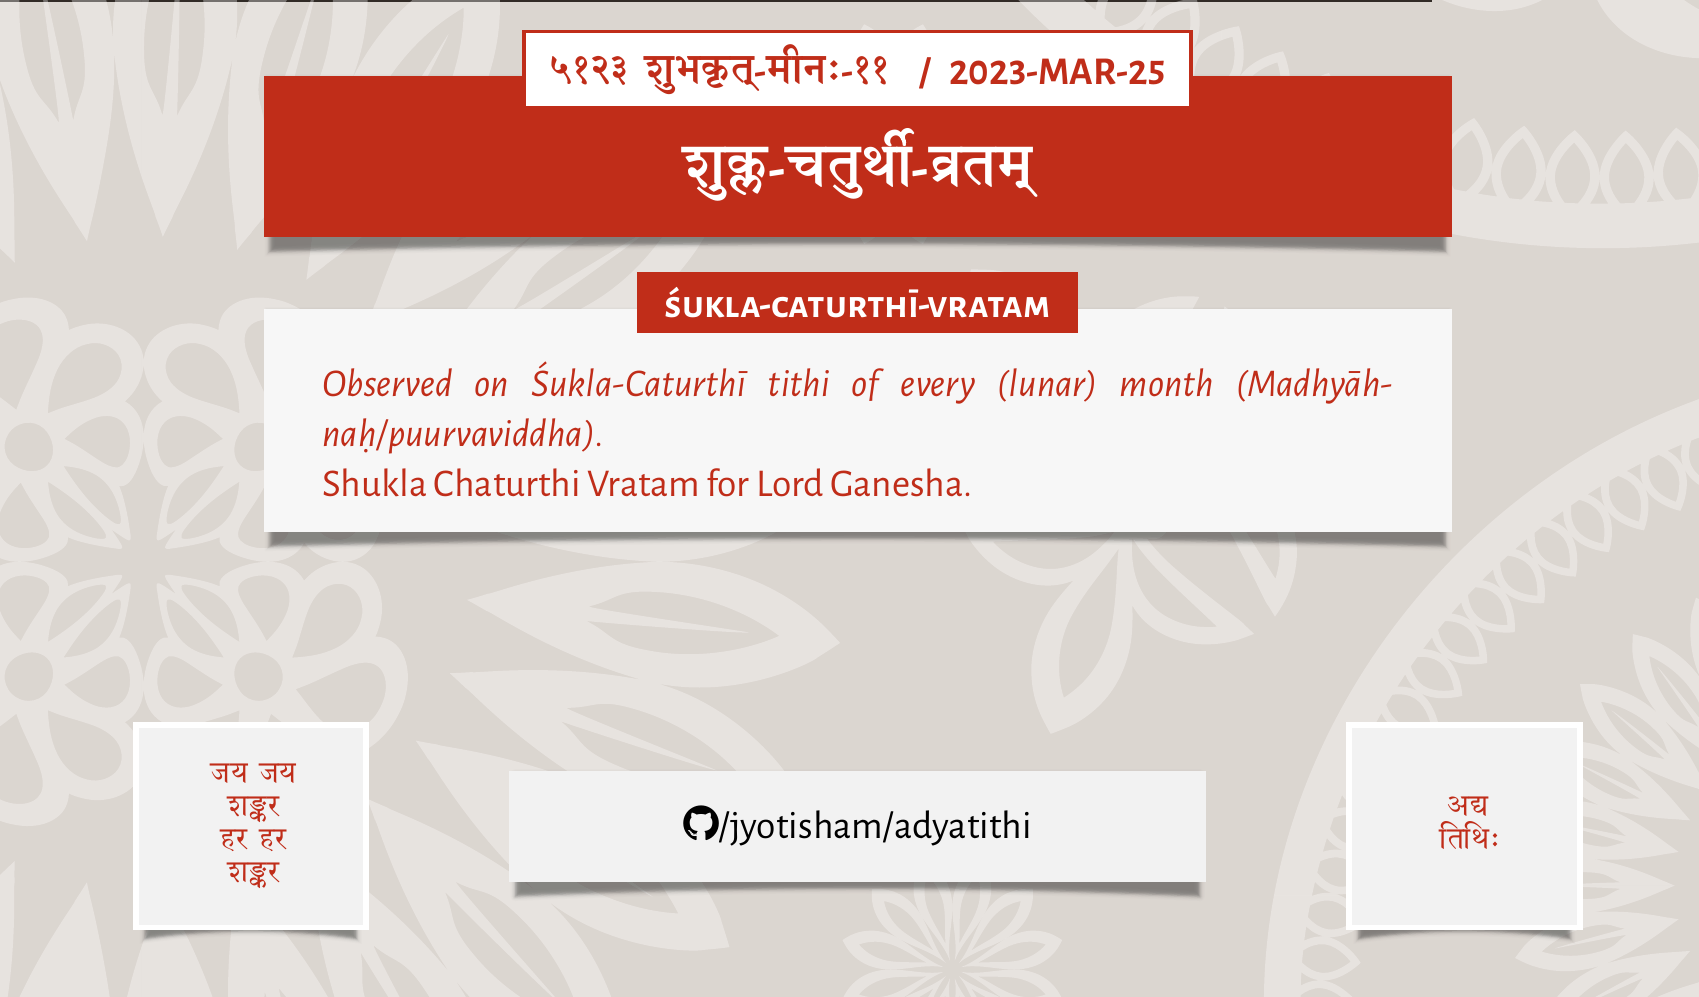 ५१२३ शुभकृत्-मीनः-११ / 2023-MAR-25
शुक्ल-चतुर्थी-व्रतम्
ŚUKLA-CATURTHĪ-VRATAM
Observed on Śukla-Caturthī tithi of every (lunar) month (Madhyāh-
naḥ/puurvaviddha).
Shukla Chaturthi Vratam for Lord Ganesha.
जय जय
शङ्कर
हर हर
शङ्कर
/jyotisham/adyatithi
अद्य
तिथिः